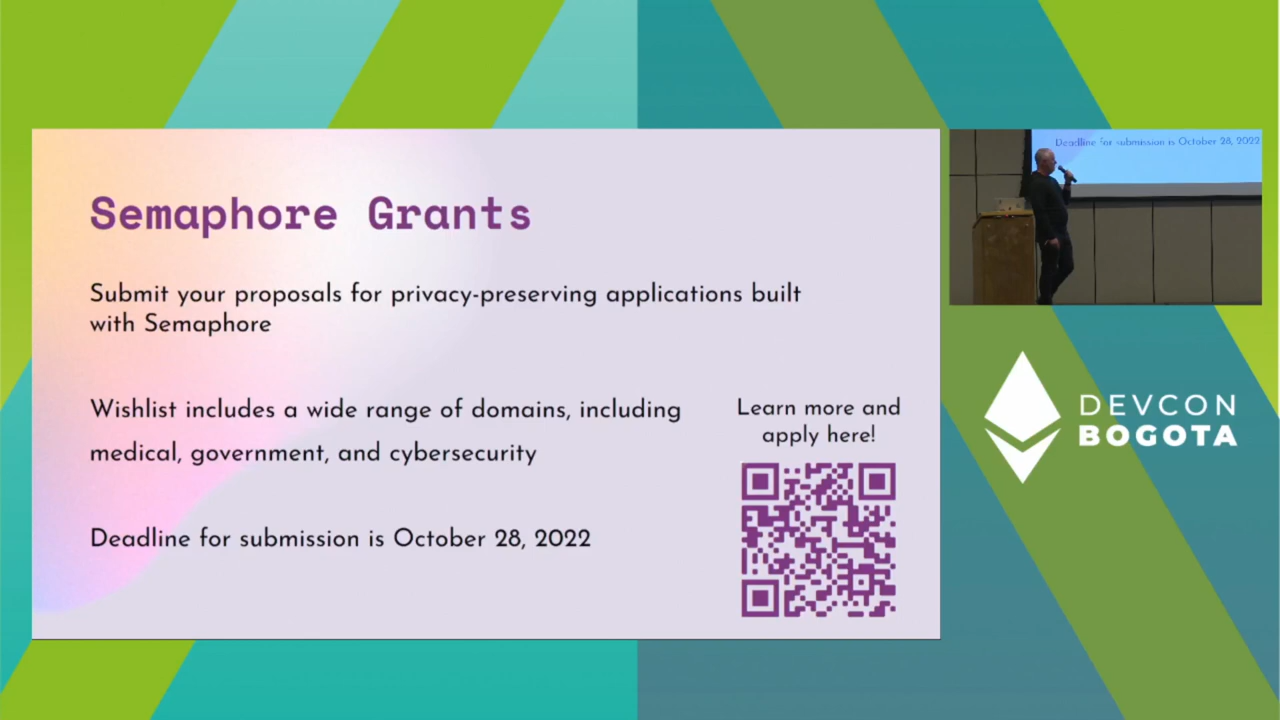 Semaphore Grants
Submit your proposals for privacy-preserving applications built
with Semaphore
Wishlist includes a wide range of domains, including
medical, government, and cybersecurity
Deadline for submission is October 28, 2022
Learn more and
apply here!
Deadline for submission is October 28, 2022
DEVCON
BOGOTA